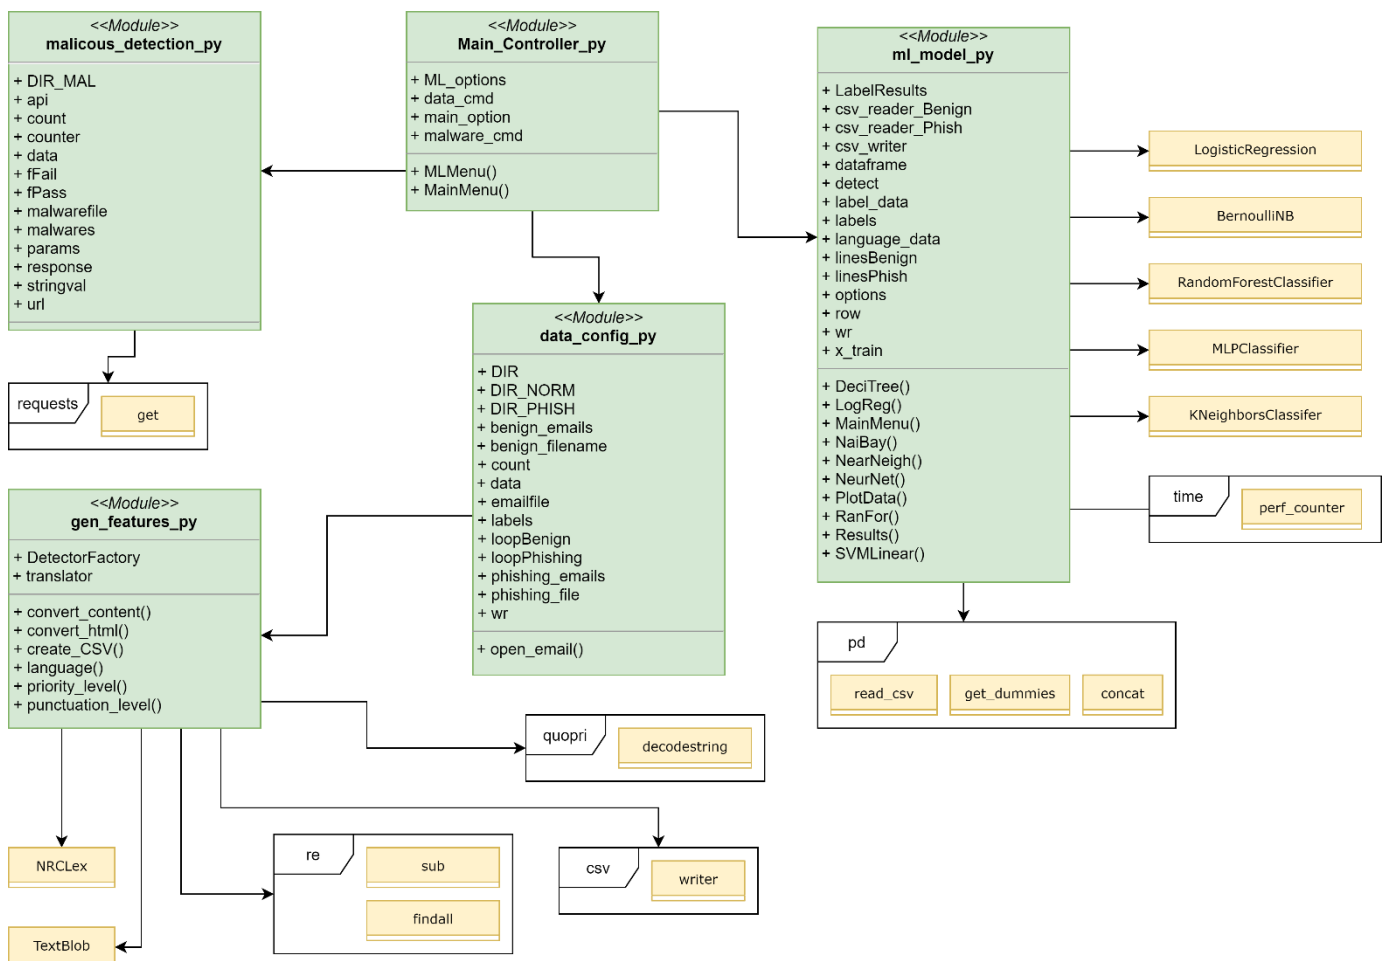 <<Module>>
malicous_detection_py
+ DIR_MAL
+ api
+ count
+ counter
+ data
+ fFail
+ fPass
+ malwarefile
+ malwares
+ params
+ response
+ stringval
+ url
<<Module>>
Main_Controller_py
+ ML_options
+ data_cmd
+ main_option
+ malware_cmd
+ MLMenu()
+ MainMenu()
<<Module>>
ml_model_py
+ LabelResults
+ csv_reader_Benign
+ csv_reader_Phish
+ csv_writer
+ dataframe
+ detect
+ label_data
+ labels
+ language_data
+ linesBenign
+ linesPhish
+ options
+ row
+ wr
+ x_train
+ DeciTree()
+ LogReg()
+ MainMenu()
+ NaiBay()
+ NearNeigh()
+ NeurNet()
+ PlotData()
+ RanFor()
+ Results()
+ SVMLinear()
LogisticRegression
BernoulliNB
RandomForestClassifier
MLPClassifier
KNeighborsClassifer
time
perf_counter
requests
get
<<Module>>
data_config_py
+ DIR
+ DIR_NORM
+ DIR_PHISH
+ benign_emails
+ benign_filename
+ count
+ data
+ emailfile
+ labels
+ loopBenign
+ loopPhishing
+ phishing_emails
+ phishing_file
+ wr
+ open_email()
<<Module>>
gen_features_py
+ DetectorFactory
+ translator
+ convert_content()
+ convert_html()
+ create_CSV()
+ language()
+ priority_level()
+ punctuation_level()
pd
read_csv
get_dummies
concat
quopri
decodestring
NRCLex
TextBlob
re
sub
findall
csv
writer